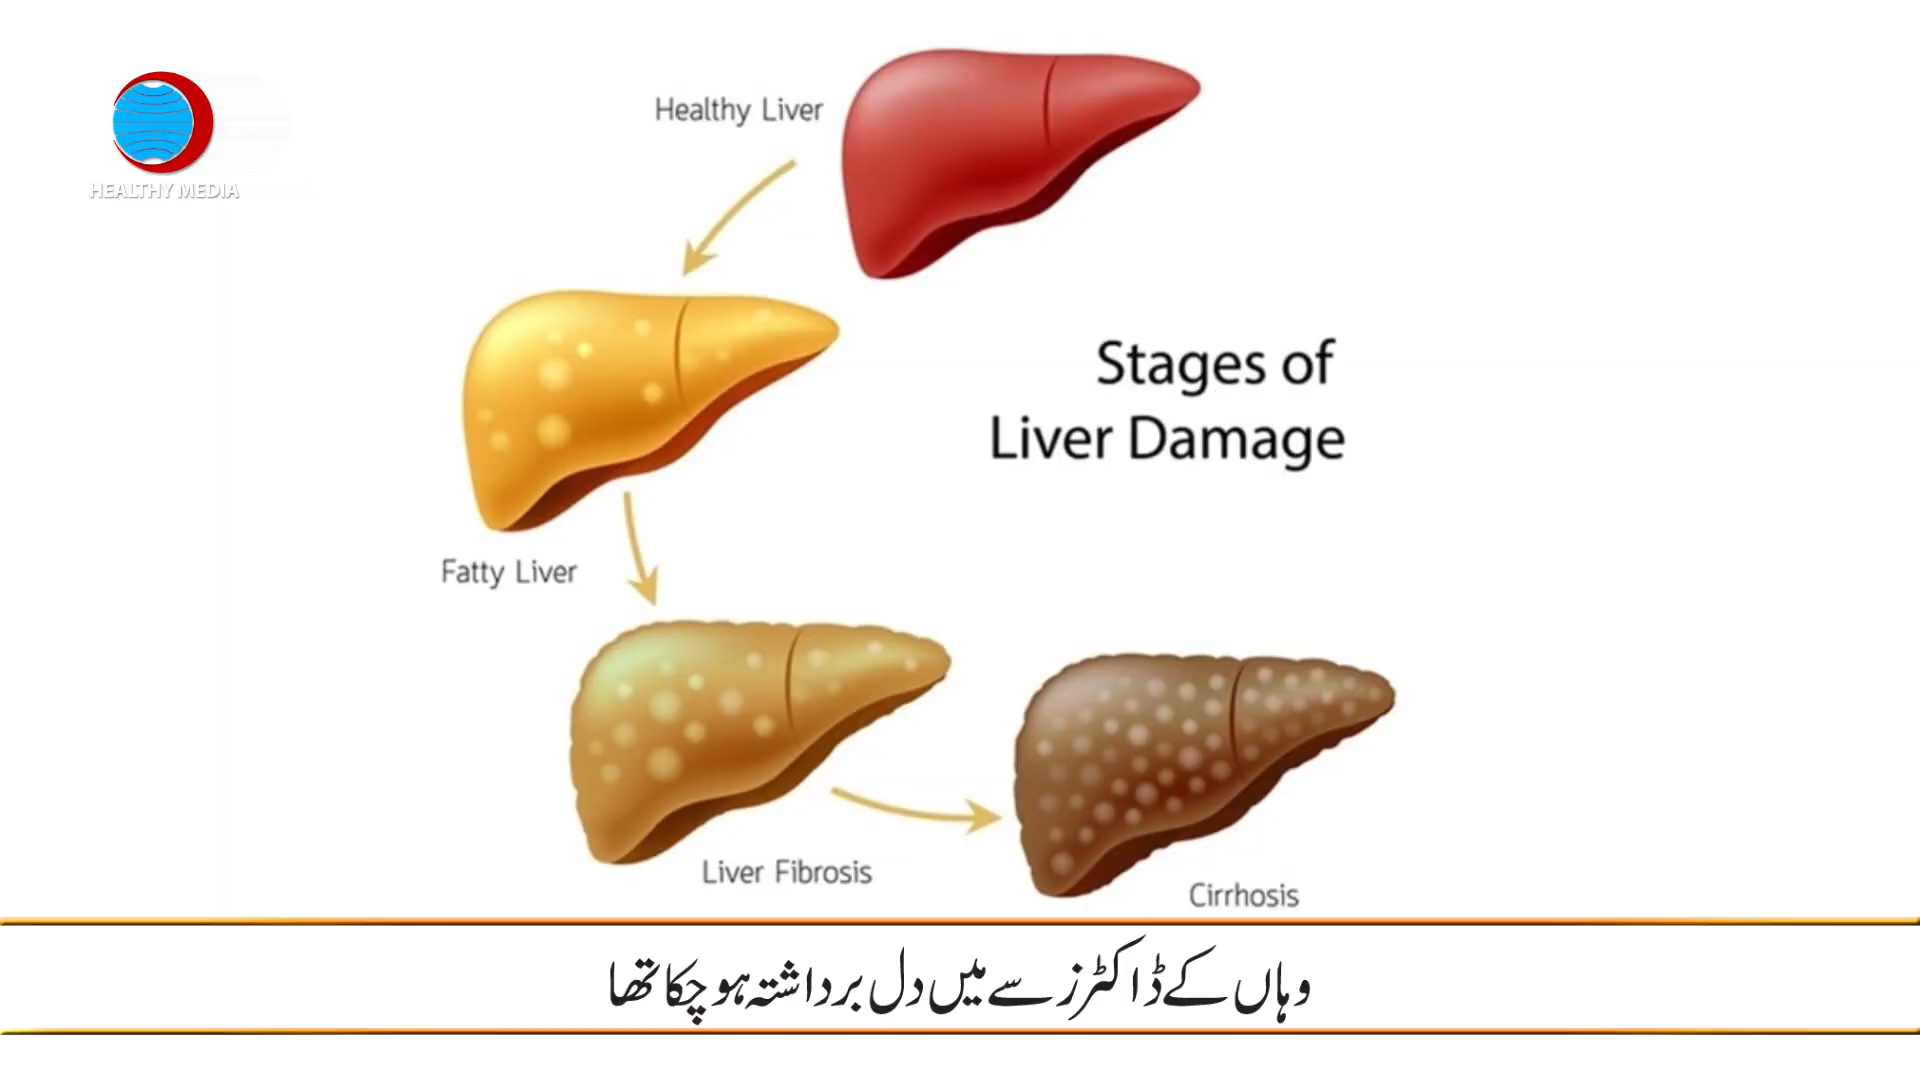 HEALTHY MEDIA
Healthy Liver
Stages of
Liver Damage
Fatty Liver
Liver Fibrosis
Cirrhosis
وہاں کے ڈاکٹرز سے میں دل برداشتہ ہو چکا تھا